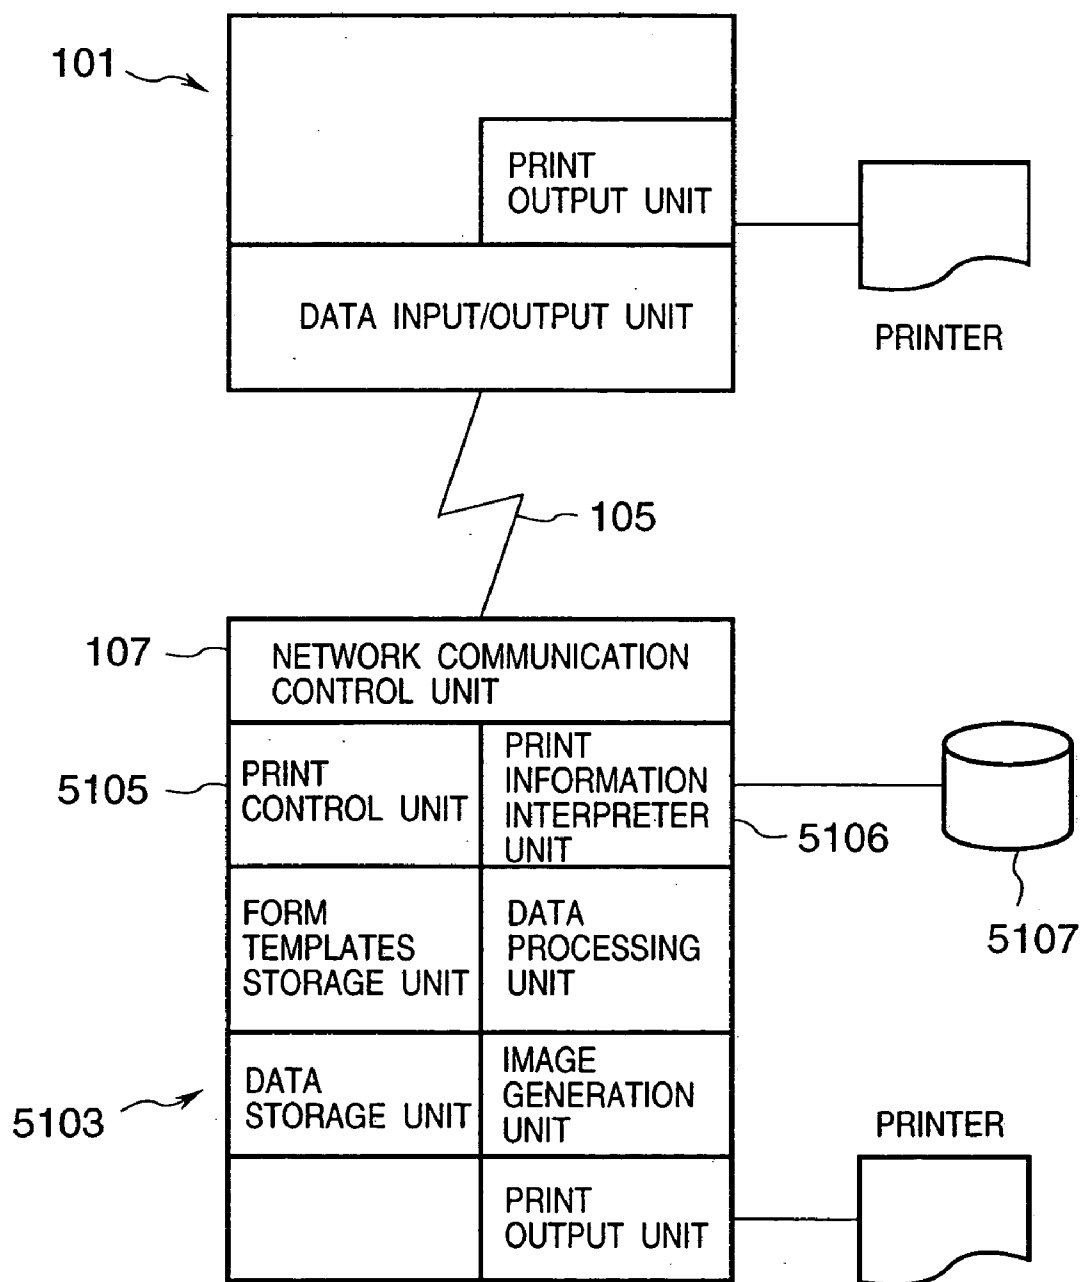 101
PRINT
OUTPUT UNIT
DATA INPUT/OUTPUT UNIT
PRINTER
105
107
NETWORK COMMUNICATION
CONTROL UNIT
5105
PRINT
CONTROL UNIT
PRINT
INFORMATION
INTERPRETER
UNIT
5106
5107
FORM
TEMPLATES
STORAGE UNIT
DATA
PROCESSING
UNIT
5103
DATA
STORAGE UNIT
IMAGE
GENERATION
UNIT
PRINTER
PRINT
OUTPUT UNIT